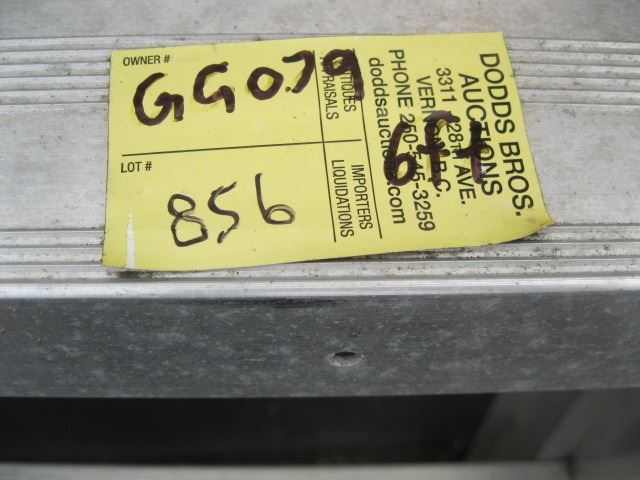 OWNER #
GG079
LOT #
856
ANTIQUES
APPRAISALS
IMPORTERS
LIQUIDATIONS
DODDS BROS.
AUCTIONS
3311 28TH AVE.
VERNON B.C.
PHONE 250-545-3259
doddsauction.com
6ft